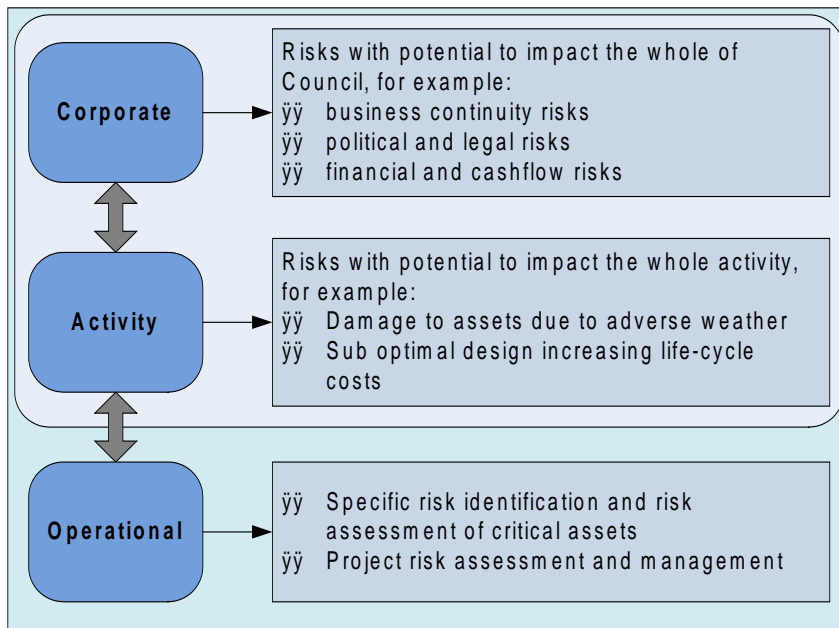 Corporate
Risks with potential to impact the whole of
Council, for example:
ÿÿ business continuity risks
ÿÿ political and legal risks
ÿÿ financial and cashflow risks
Activity
Risks with potential to impact the whole activity,
for example:
ÿÿ Damage to assets due to adverse weather
ÿÿ Sub optimal design increasing life-cycle
costs
Operational
ÿÿ Specific risk identification and risk
assessment of critical assets
ÿÿ Project risk assessment and management